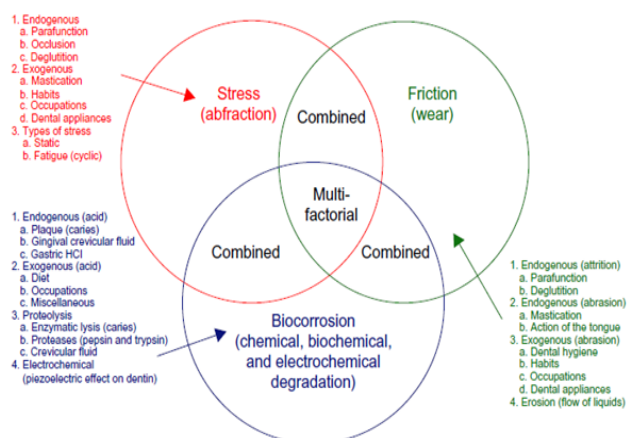 1. Endogenous
a. Parafunction
b. Occlusion
c. Deglutition
2. Exogenous
a. Mastication
b. Habits
c. Occupations
d. Dental appliances
3. Types of stress
a. Static
b. Fatigue (cyclic)
Stress
(abfraction)
Combined
Friction
(wear)
Multi-
factorial
Combined
Combined
1. Endogenous (acid)
a. Plaque (caries)
b. Gingival crevicular fluid
c. Gastric HCl
2. Exogenous (acid)
a. Diet
b. Occupations
c. Miscellaneous
3. Proteolysis
a. Enzymatic lysis (caries)
b. Proteases (pepsin and trypsin)
c. Crevicular fluid
4. Electrochemical
(piezoelectric effect on dentin)
Biocorrosion
(chemical, biochemical,
and electrochemical
degradation)
1. Endogenous (attrition)
a. Parafunction
b. Deglutition
2. Endogenous (abrasion)
a. Mastication
b. Action of the tongue
3. Exogenous (abrasion)
a. Dental hygiene
b. Habits
c. Occupations
d. Dental appliances
4. Erosion (flow of liquids)